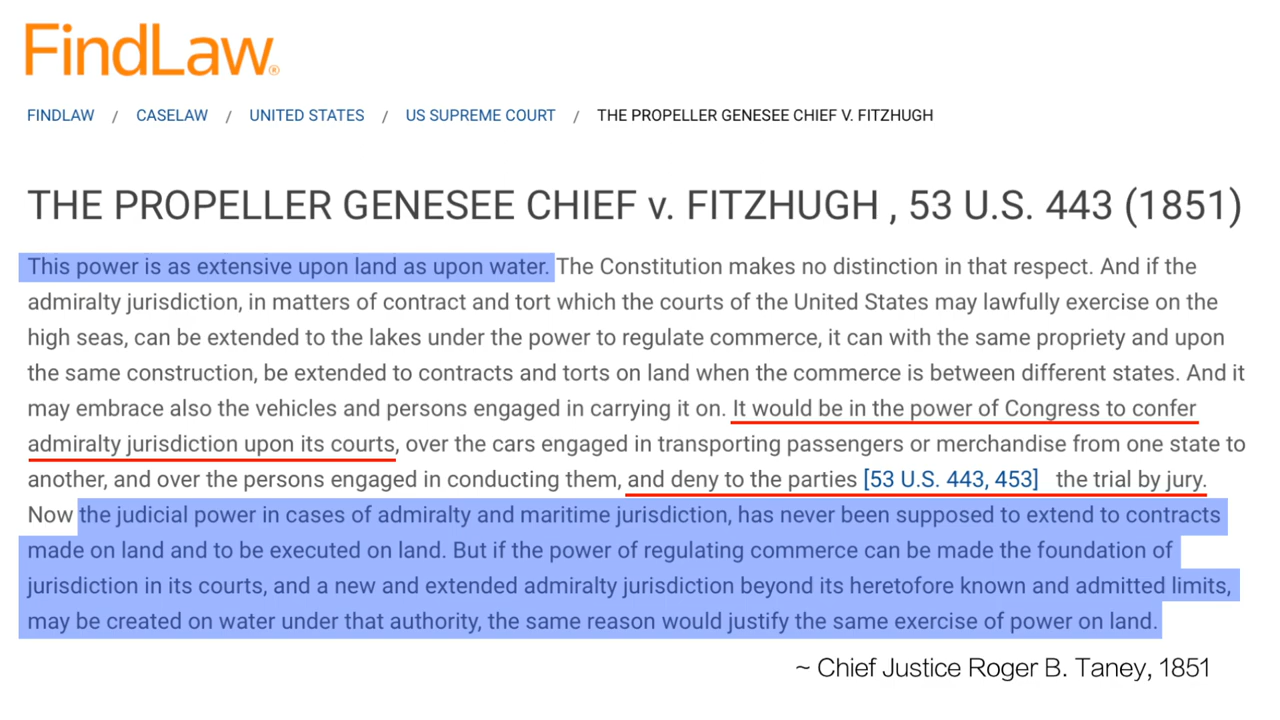 FindLaw®
FINDLAW / CASELAW / UNITED STATES / US SUPREME COURT / THE PROPELLER GENESEE CHIEF V. FITZHUGH
THE PROPELLER GENESEE CHIEF v. FITZHUGH , 53 U.S. 443 (1851)
This power is as extensive upon land as upon water. The Constitution makes no distinction in that respect. And if the
admiralty jurisdiction, in matters of contract and tort which the courts of the United States may lawfully exercise on the
high seas, can be extended to the lakes under the power to regulate commerce, it can with the same propriety and upon
the same construction, be extended to contracts and torts on land when the commerce is between different states. And it
may embrace also the vehicles and persons engaged in carrying it on. It would be in the power of Congress to confer
admiralty jurisdiction upon its courts, over the cars engaged in transporting passengers or merchandise from one state to
another, and over the persons engaged in conducting them, and deny to the parties [53 U.S. 443, 453] the trial by jury.
Now the judicial power in cases of admiralty and maritime jurisdiction, has never been supposed to extend to contracts
made on land and to be executed on land. But if the power of regulating commerce can be made the foundation of
jurisdiction in its courts, and a new and extended admiralty jurisdiction beyond its heretofore known and admitted limits,
may be created on water under that authority, the same reason would justify the same exercise of power on land.
~ Chief Justice Roger B. Taney, 1851